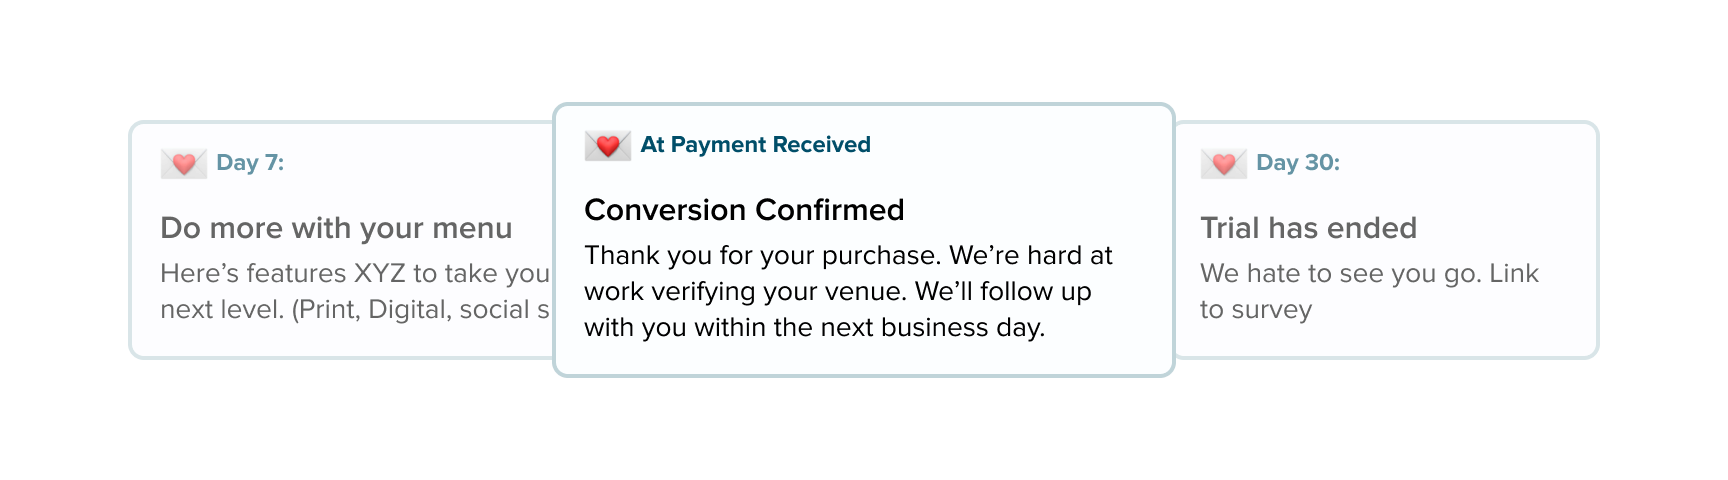 Day 7:
Do more with your menu
Here’s features XYZ to take you
next level. (Print, Digital, social s
At Payment Received
Conversion Confirmed
Thank you for your purchase. We’re hard at
work verifying your venue. We’ll follow up
with you within the next business day.
Day 30:
Trial has ended
We hate to see you go. Link
to survey